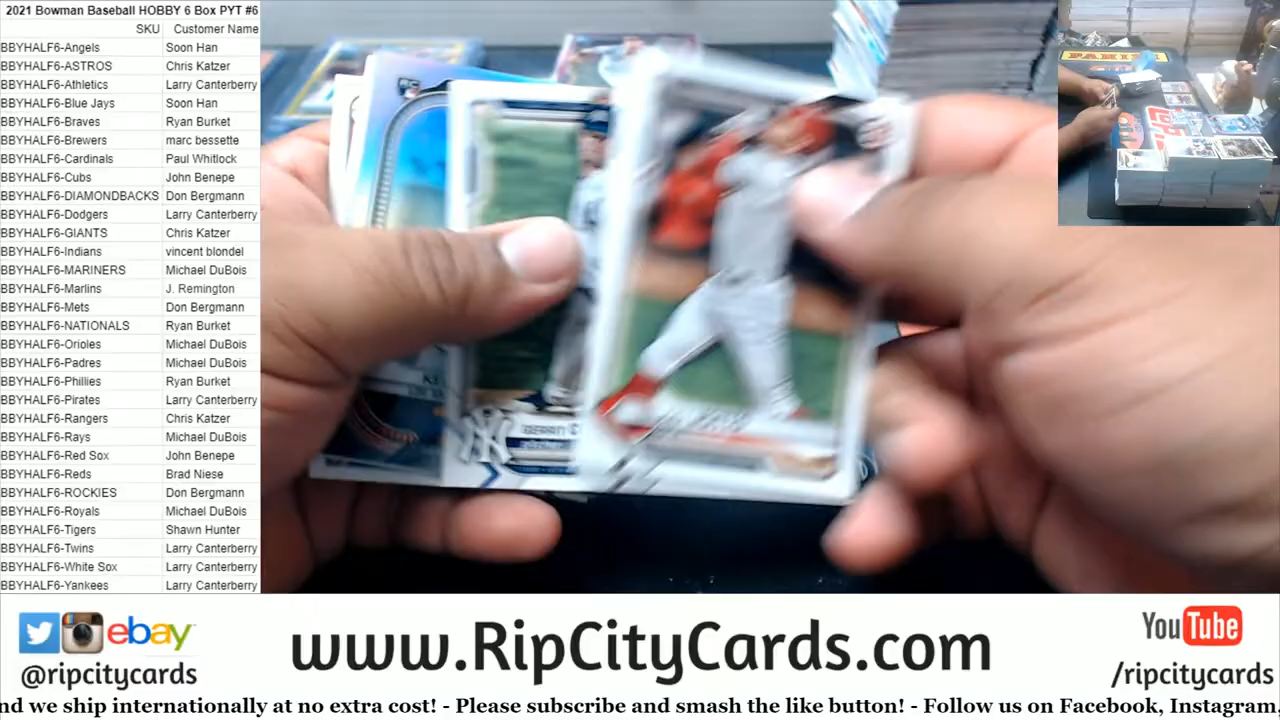 2021 Bowman Baseball HOBBY 6 Box PYT #6
SKU Customer Name
BBYHALF6-Angels Soon Han
BBYHALF6-ASTROS Chris Katzer
BBYHALF6-Athletics Larry Canterberry
BBYHALF6-Blue Jays Soon Han
BBYHALF6-Braves Ryan Burket
BBYHALF6-Brewers marc bessette
BBYHALF6-Cardinals Paul Whitlock
BBYHALF6-Cubs John Benepe
BBYHALF6-DIAMONDBACKS Don Bergmann
BBYHALF6-Dodgers Larry Canterberry
BBYHALF6-GIANTS Chris Katzer
BBYHALF6-Indians vincent blondel
BBYHALF6-MARINERS Michael DuBois
BBYHALF6-Marlins J. Remington
BBYHALF6-Mets Don Bergmann
BBYHALF6-NATIONALS Ryan Burket
BBYHALF6-Orioles Michael DuBois
BBYHALF6-Padres Michael DuBois
BBYHALF6-Phillies Ryan Burket
BBYHALF6-Pirates Larry Canterberry
BBYHALF6-Rangers Chris Katzer
BBYHALF6-Rays Michael DuBois
BBYHALF6-Red Sox John Benepe
BBYHALF6-Reds Brad Niese
BBYHALF6-ROCKIES Don Bergmann
BBYHALF6-Royals Michael DuBois
BBYHALF6-Tigers Shawn Hunter
BBYHALF6-Twins Larry Canterberry
BBYHALF6-White Sox Larry Canterberry
BBYHALF6-Yankees Larry Canterberry
PANINI
GERRIT C
ebay
@ripcitycards
www.RipCityCards.com
YouTube
/ripcitycards
nd we ship internationally at no extra cost! - Please subscribe and smash the like button! - Follow us on Facebook, Instagram,